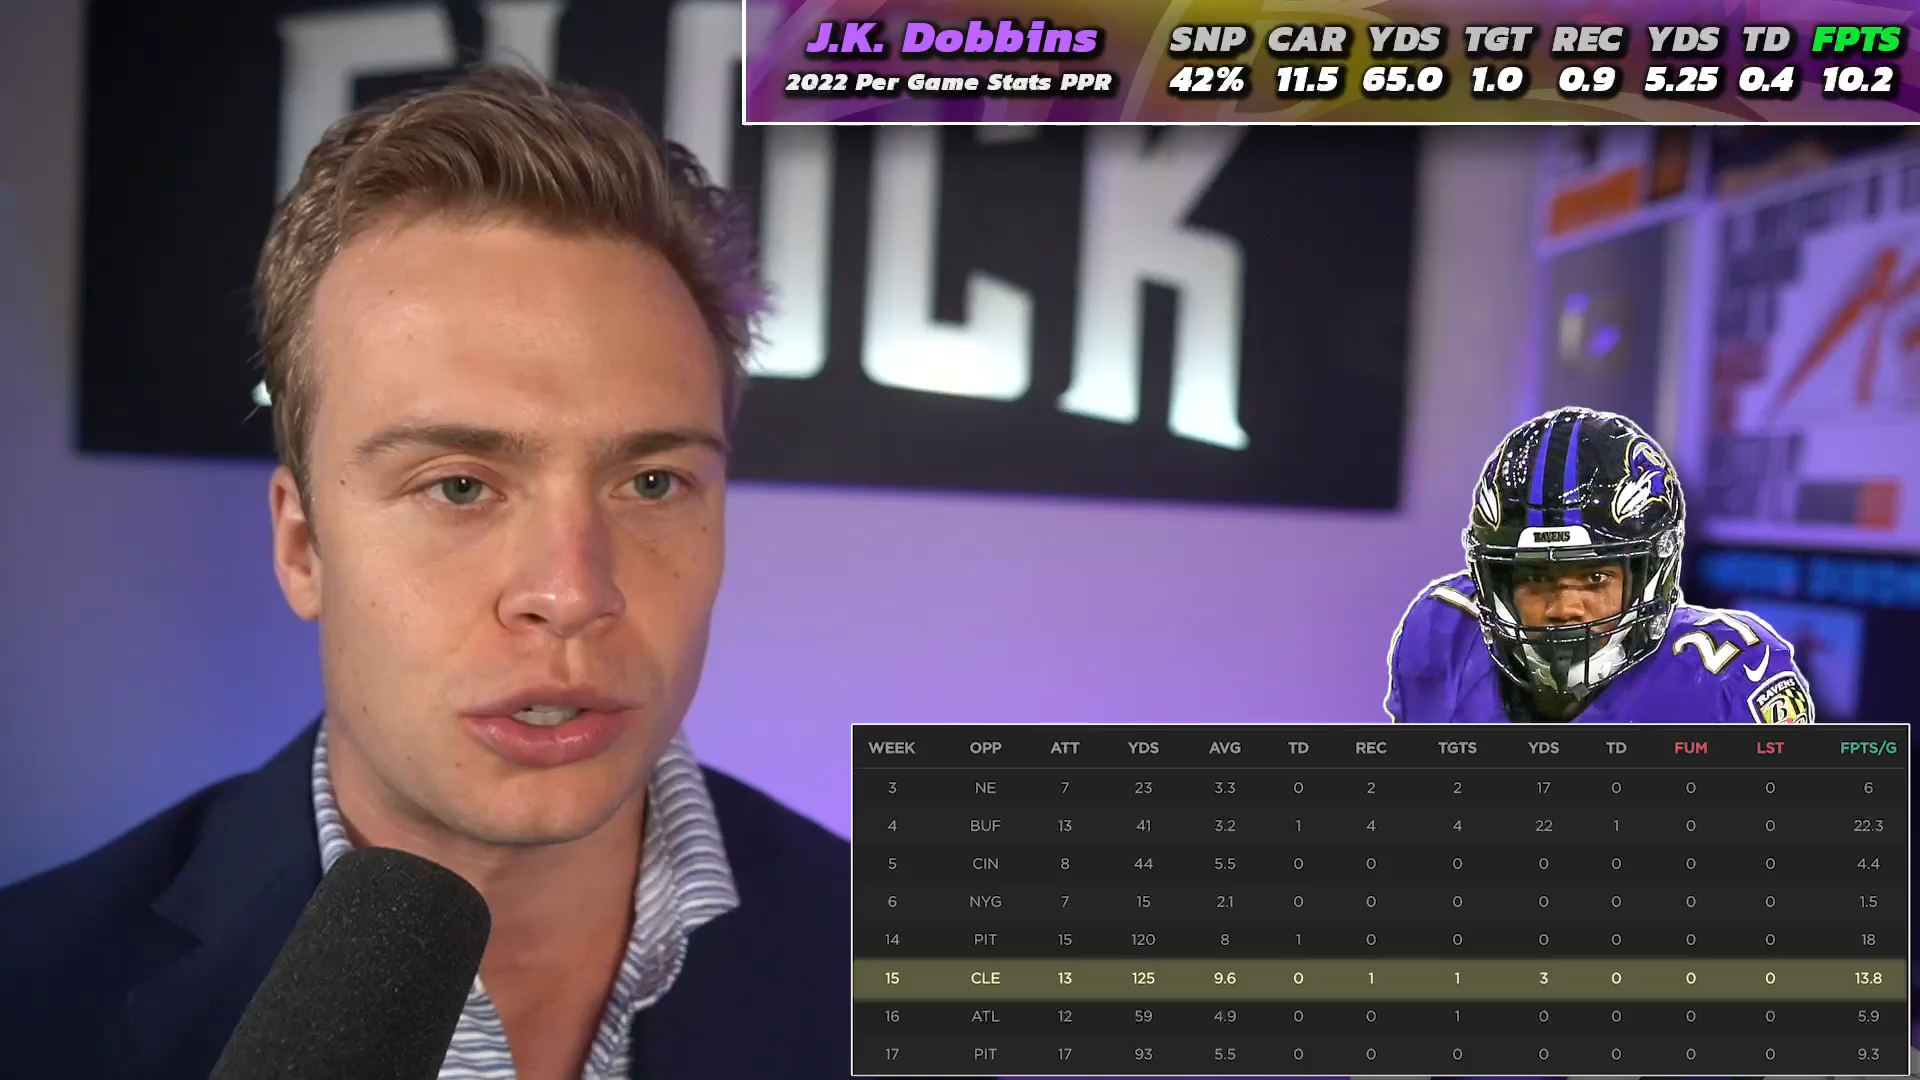 J.K. Dobbins
2022 Per Game Stats PPR
SNP CAR YDS TGT REC YDS TD FPTS
42% 11.5 65.0 1.0 0.9 5.25 0.4 10.2
RAVENS
27
RAVENS
B
WEEK OPP ATT YDS AVG TD REC TGTS YDS TD FUM LST FPTS/G
3 NE 7 23 3.3 0 2 2 17 0 0 0 6
4 BUF 13 41 3.2 1 4 4 22 1 0 0 22.3
5 CIN 8 44 5.5 0 0 0 0 0 0 0 4.4
6 NYG 7 15 2.1 0 0 0 0 0 0 0 1.5
14 PIT 15 120 8 1 0 0 0 0 0 0 18
15 CLE 13 125 9.6 0 1 1 3 0 0 0 13.8
16 ATL 12 59 4.9 0 0 1 0 0 0 0 5.9
17 PIT 17 93 5.5 0 0 0 0 0 0 0 9.3